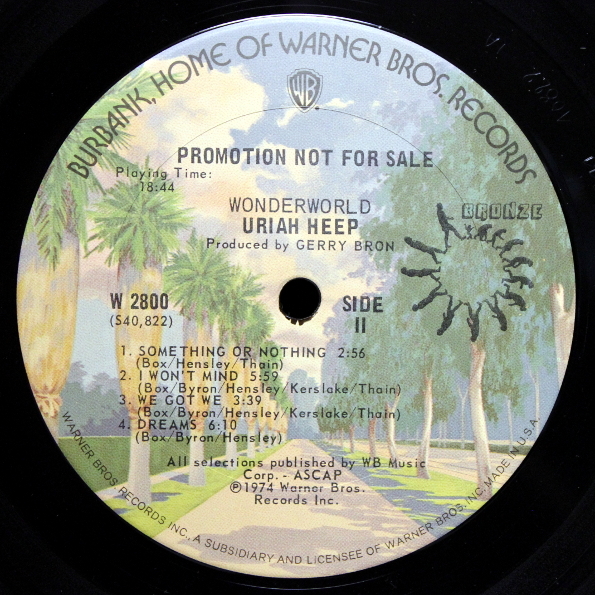 BURBANK, HOME OF WARNER BROS. RECORDS
WB
PROMOTION NOT FOR SALE
Playing Time:
18:44
WONDERWORLD
URIAH HEEP
Produced by GERRY BRON
BRONZE
W 2800
(S40,822)
SIDE
II
1. SOMETHING OR NOTHING 2:56
(Box/Hensley/Thain)
2. I WON'T MIND 5:59
(Box/Byron/Hensley/Kerslake/Thain)
3. WE GOT WE 3:39
(Box/Byron/Hensley/Kerslake/Thain)
4. DREAMS 6:10
(Box/Byron/Hensley)
All selections published by WB Music
Corp. - ASCAP
℗1974 Warner Bros.
Records Inc.
WARNER BROS. RECORDS INC., A SUBSIDIARY AND LICENSEE OF WARNER BROS. INC. MADE IN U.S.A.